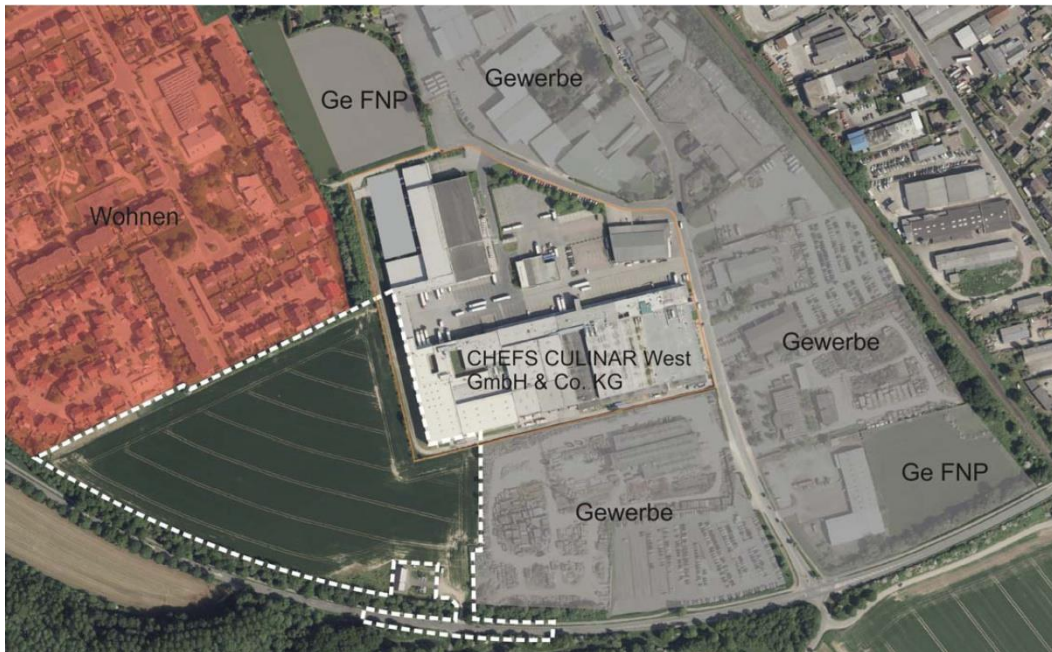 Gewerbe
Ge FNP
Wohnen
Gewerbe
CHEFS CULINAR West
GmbH & Co. KG
Ge FNP
Gewerbe